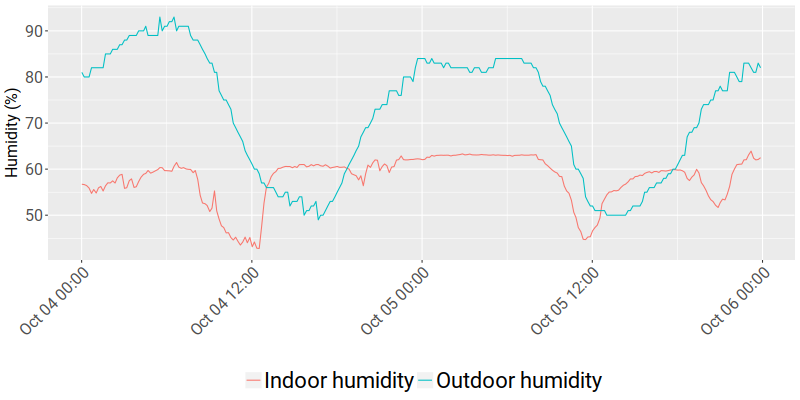 Humidity (%)
90
80
70
60
50
Oct 04 00:00
Oct 04 12:00
Oct 05 00:00
Oct 05 12:00
Oct 06 00:00
Indoor humidity
Outdoor humidity